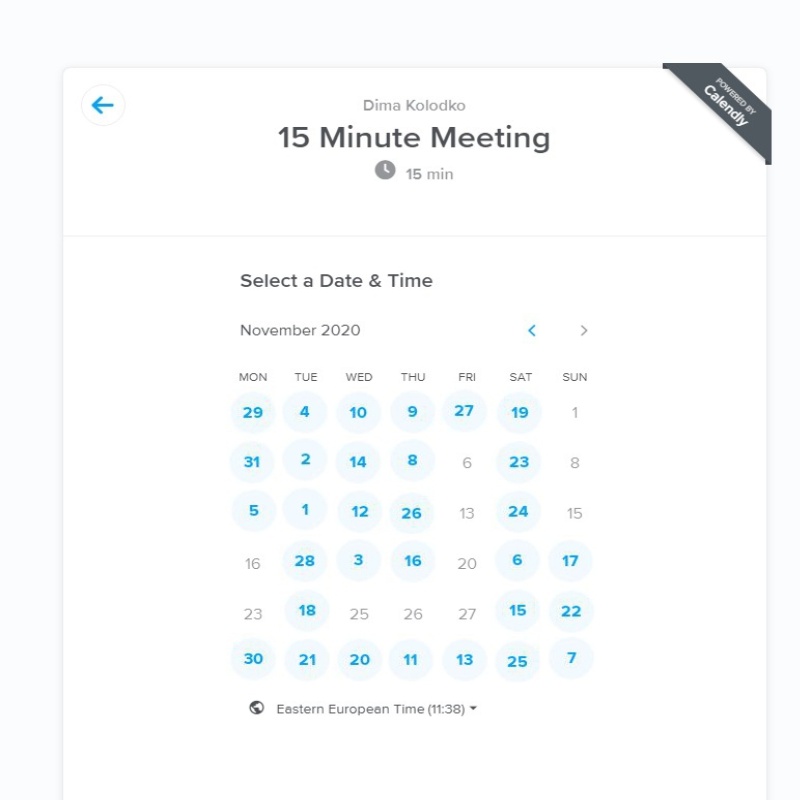 Dima Kolodko
POWERED BY
Calendly
15 Minute Meeting
15 min
Select a Date & Time
November 2020
MON TUE WED THU FRI SAT SUN
29 4 10 9 27 19 1
31 2 14 8 6 23 8
5 1 12 26 13 24 15
16 28 3 16 20 6 17
23 18 25 26 27 15 22
30 21 20 11 13 25 7
Eastern European Time (11:38)